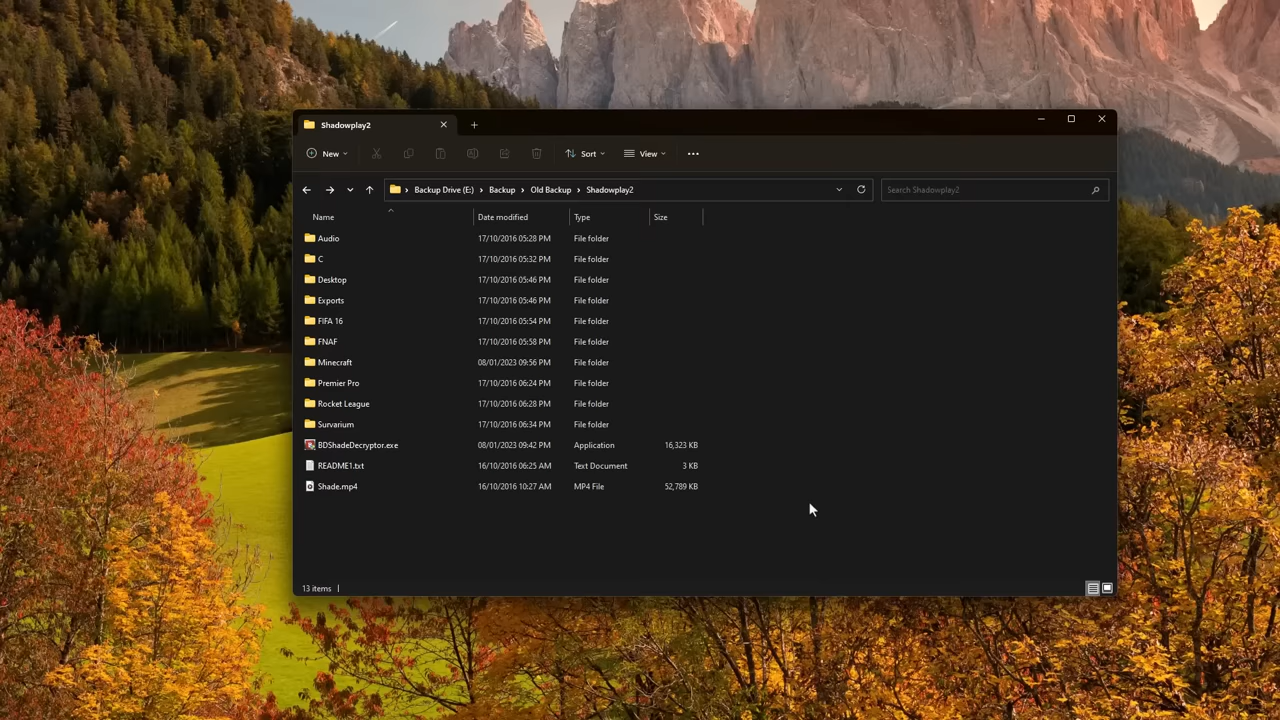 Shadowplay2
New Sort View
Backup Drive (E:) Backup Old Backup Shadowplay2 Search Shadowplay2
Name Date modified Type Size
Audio 17/10/2016 05:28 PM File folder
C 17/10/2016 05:32 PM File folder
Desktop 17/10/2016 05:46 PM File folder
Exports 17/10/2016 05:46 PM File folder
FIFA 16 17/10/2016 05:54 PM File folder
FNAF 17/10/2016 05:58 PM File folder
Minecraft 08/01/2023 09:56 PM File folder
Premier Pro 17/10/2016 06:24 PM File folder
Rocket League 17/10/2016 06:28 PM File folder
Survarium 17/10/2016 06:34 PM File folder
BDShadeDecryptor.exe 08/01/2023 09:42 PM Application 16,323 KB
README1.txt 16/10/2016 06:25 AM Text Document 3 KB
Shade.mp4 16/10/2016 10:27 AM MP4 File 52,789 KB
13 items